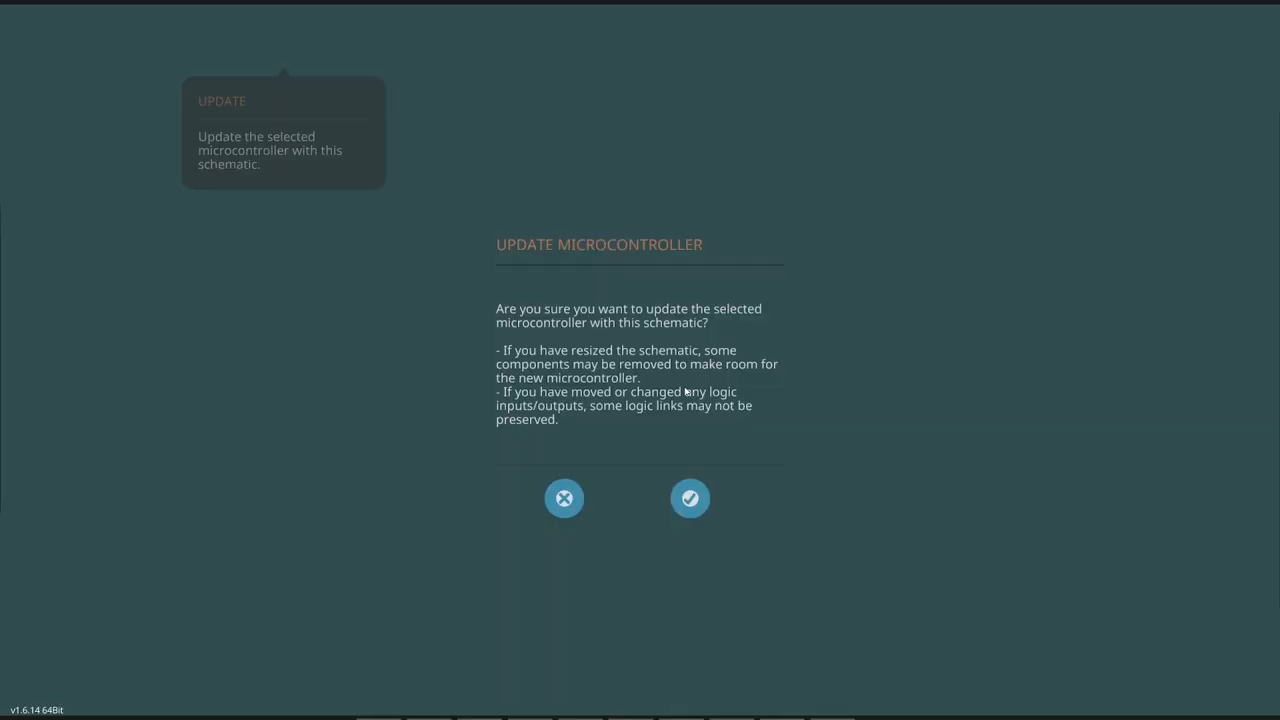 UPDATE
Update the selected
microcontroller with this
schematic.
UPDATE MICROCONTROLLER
Are you sure you want to update the selected
microcontroller with this schematic?
- If you have resized the schematic, some
components may be removed to make room for
the new microcontroller.
- If you have moved or changed any logic
inputs/outputs, some logic links may not be
preserved.
v1.6.14 64Bit